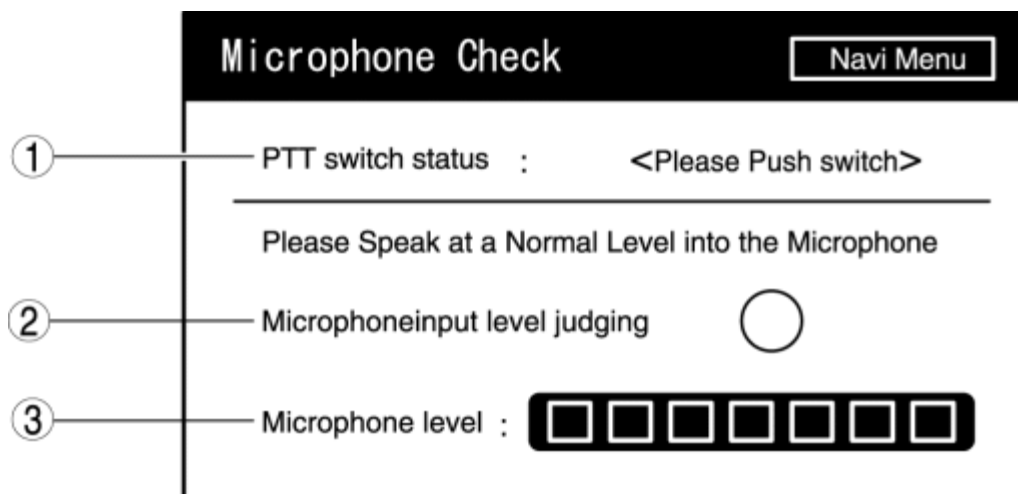 Microphone Check Navi Menu
① PTT switch status : <Please Push switch>
Please Speak at a Normal Level into the Microphone
② Microphoneinput level judging
③ Microphone level :